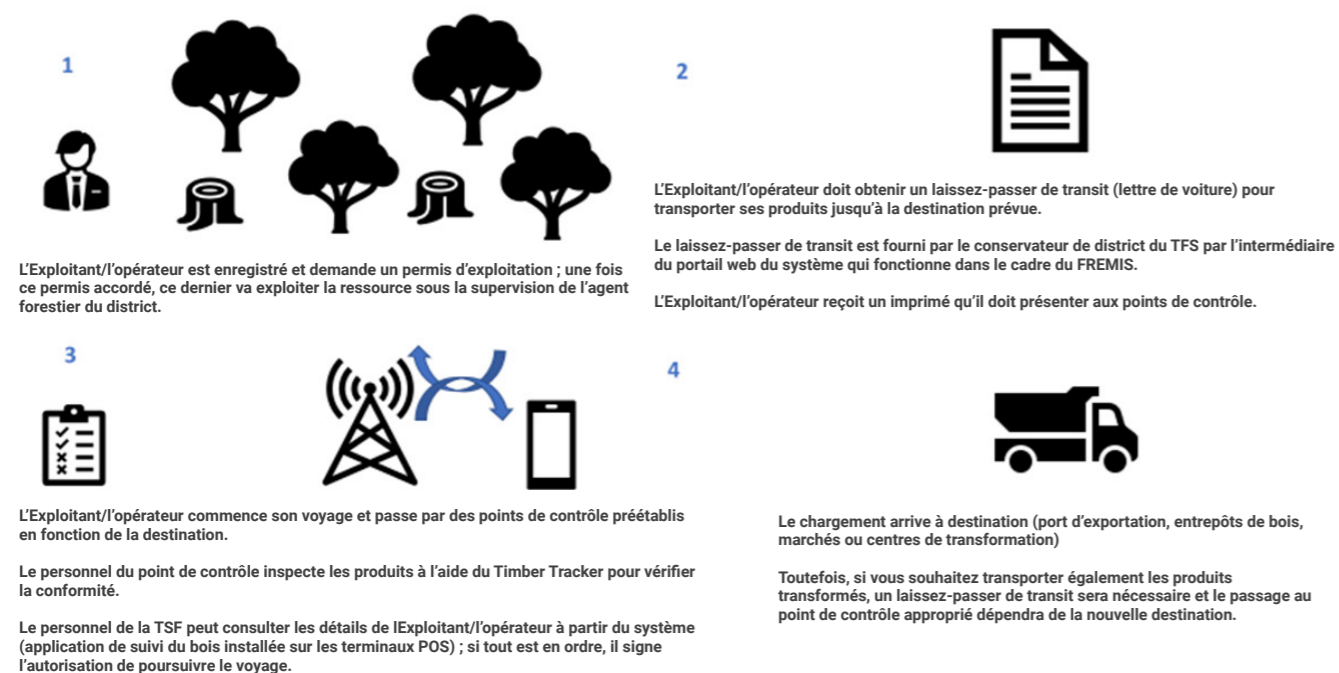 1
L’Exploitant/l’opérateur est enregistré et demande un permis d’exploitation ; une fois
ce permis accordé, ce dernier va exploiter la ressource sous la supervision de l’agent
forestier du district.
2
L’Exploitant/l’opérateur doit obtenir un laissez-passer de transit (lettre de voiture) pour
transporter ses produits jusqu’à la destination prévue.
Le laissez-passer de transit est fourni par le conservateur de district du TFS par l’intermédiaire
du portail web du système qui fonctionne dans le cadre du FREMIS.
L’Exploitant/l’opérateur reçoit un imprimé qu’il doit présenter aux points de contrôle.
3
L’Exploitant/l’opérateur commence son voyage et passe par des points de contrôle préétablis
en fonction de la destination.
Le personnel du point de contrôle inspecte les produits à l’aide du Timber Tracker pour vérifier
la conformité.
Le personnel de la TSF peut consulter les détails de lExploitant/l’opérateur à partir du système
(application de suivi du bois installée sur les terminaux POS) ; si tout est en ordre, il signe
l’autorisation de poursuivre le voyage.
4
Le chargement arrive à destination (port d’exportation, entrepôts de bois,
marchés ou centres de transformation)
Toutefois, si vous souhaitez transporter également les produits
transformés, un laissez-passer de transit sera nécessaire et le passage au
point de contrôle approprié dépendra de la nouvelle destination.